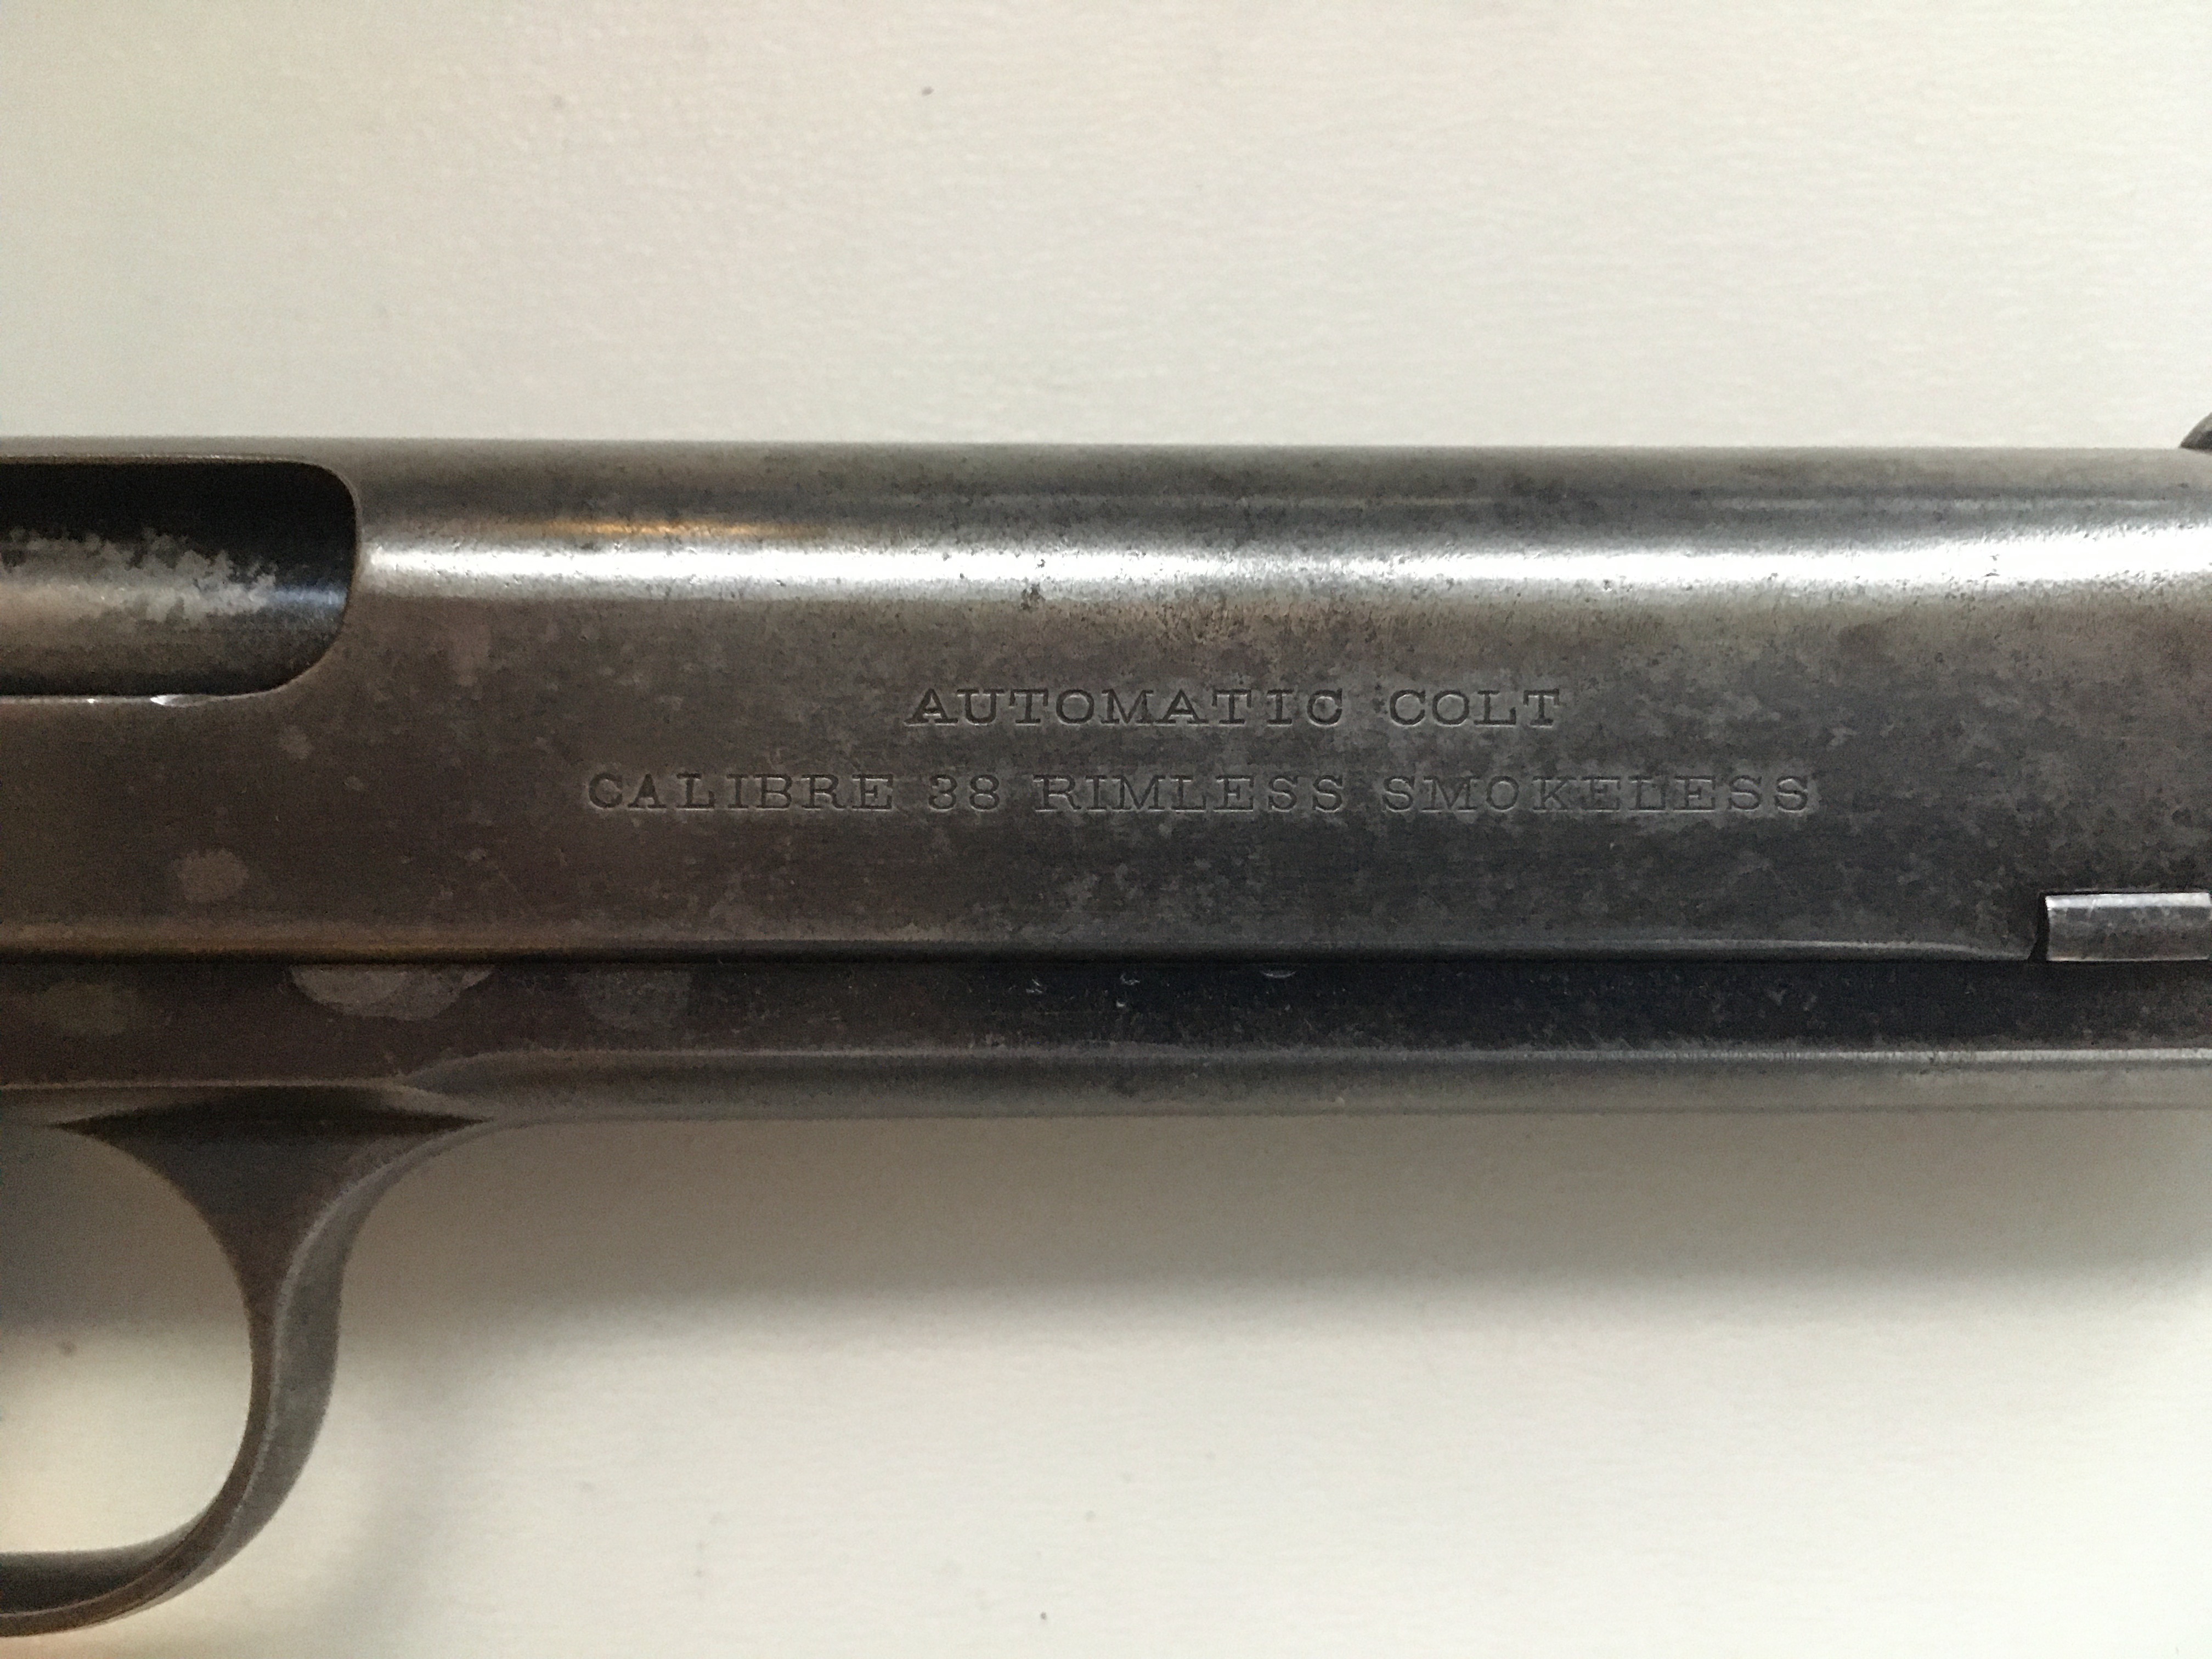 AUTOMATIC COLT
CALIBRE 38 RIMLESS SMOKELESS